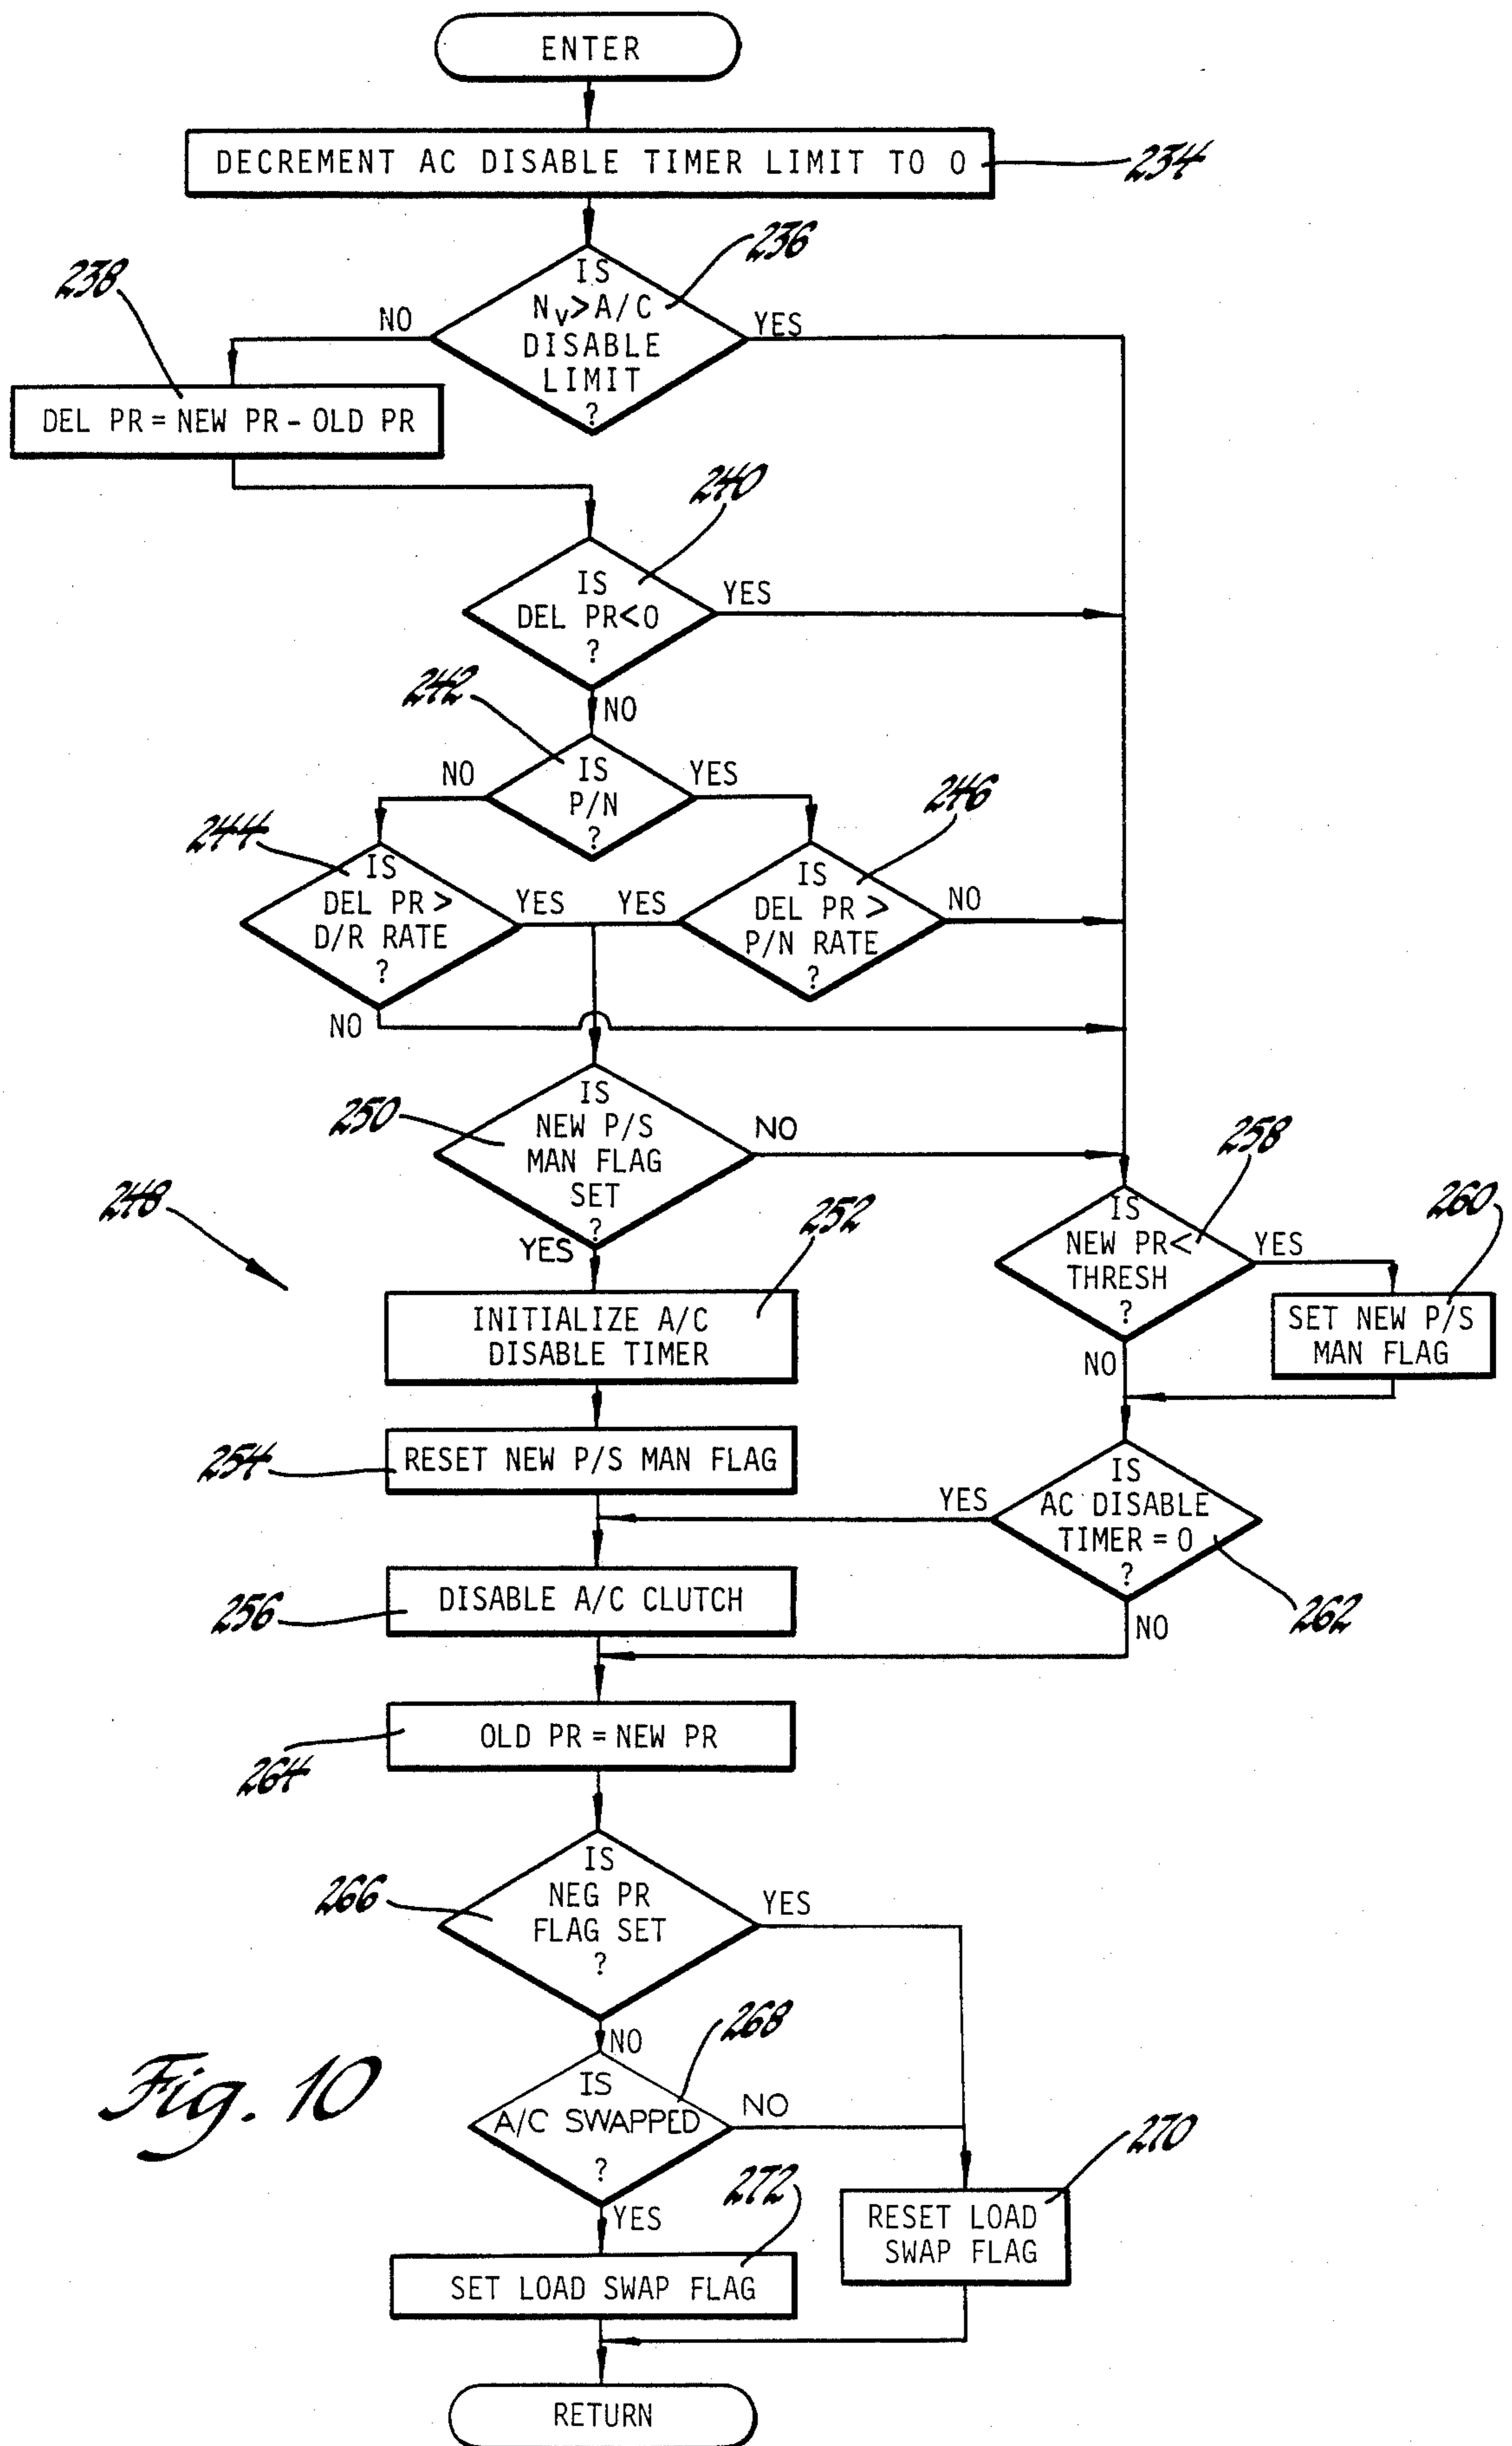 ENTER
DECREMENT AC DISABLE TIMER LIMIT TO 0
234
236
IS
Nv>A/C
DISABLE
LIMIT
?
NO
YES
238
DEL PR = NEW PR - OLD PR
240
IS
DEL PR<0
?
YES
NO
242
IS
P/N
?
NO
YES
244
IS
DEL PR >
D/R RATE
?
YES
NO
246
IS
DEL PR >
P/N RATE
?
YES
NO
250
IS
NEW P/S
MAN FLAG
SET
?
NO
YES
248
252
INITIALIZE A/C
DISABLE TIMER
258
IS
NEW PR<
THRESH
?
YES
NO
260
SET NEW P/S
MAN FLAG
254
RESET NEW P/S MAN FLAG
IS
AC DISABLE
TIMER = 0
?
YES
NO
262
256
DISABLE A/C CLUTCH
264
OLD PR = NEW PR
266
IS
NEG PR
FLAG SET
?
YES
NO
268
IS
A/C SWAPPED
?
NO
YES
270
RESET LOAD
SWAP FLAG
272
SET LOAD SWAP FLAG
RETURN
Fig. 10